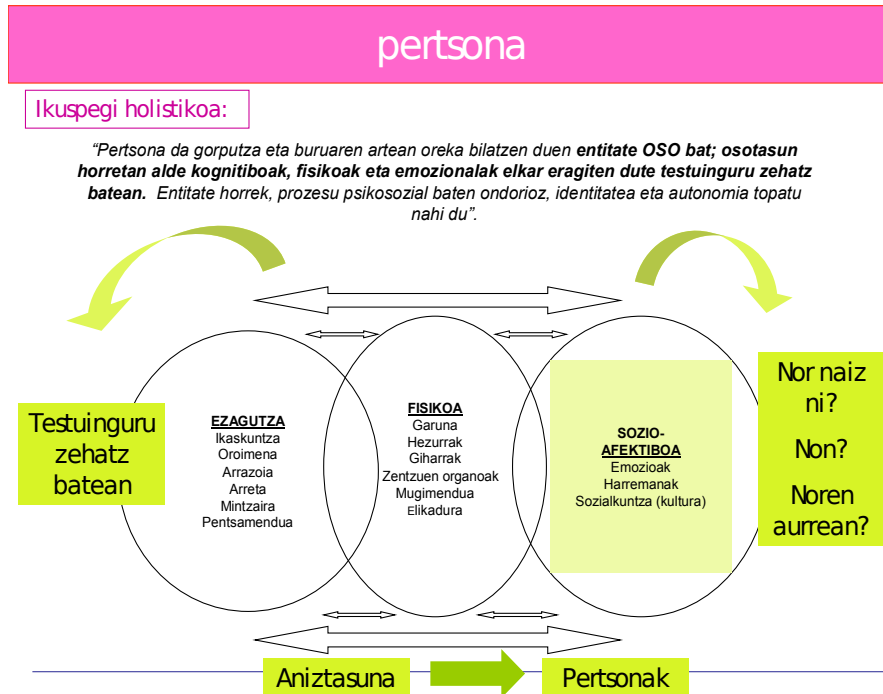 pertsona
Ikuspegi holistikoa:
“Pertsona da gorputza eta buruaren artean oreka bilatzen duen entitate OSO bat; osotasun
horretan alde kognitiboak, fisikoak eta emozionalak elkar eragiten dute testuinguru zehatz
batean. Entitate horrek, prozesu psikosozial baten ondorioz, identitatea eta autonomia topatu
nahi du”.
Testuinguru
zehatz
batean
EZAGUTZA
Ikaskuntza
Oroimena
Arrazoia
Arreta
Mintzaira
Pentsamendua
FISIKOA
Garuna
Hezurrak
Giharrak
Zentzuen organoak
Mugimendua
Elikadura
SOZIO-
AFEKTIBOA
Emozioak
Harremanak
Sozialkuntza (kultura)
Nor naiz
ni?
Non?
Noren
aurrean?
Aniztasuna
Pertsonak